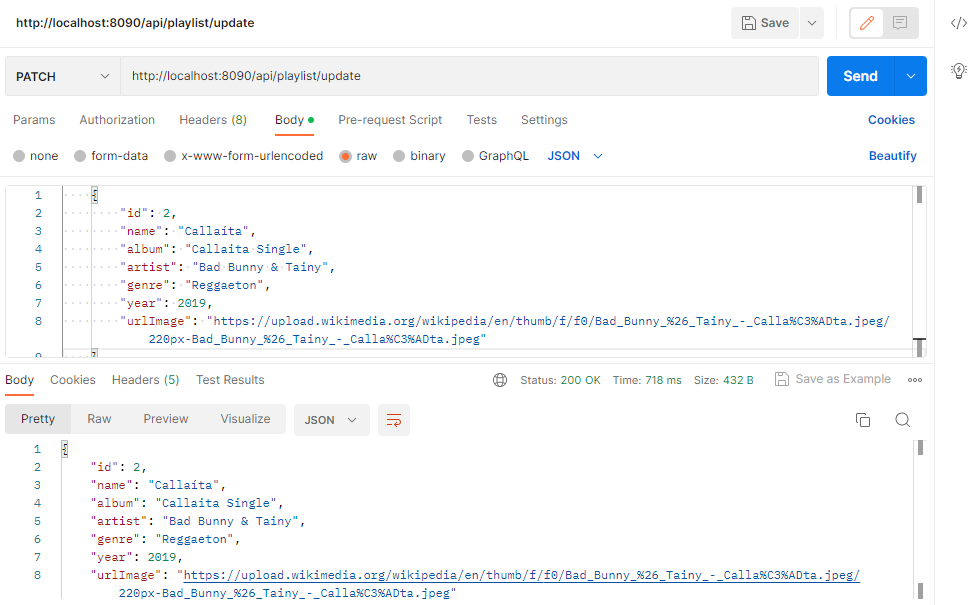 http://localhost:8090/api/playlist/update
Save
PATCH
http://localhost:8090/api/playlist/update
Send
Params Authorization Headers (8) Body Pre-request Script Tests Settings Cookies
none form-data x-www-form-urlencoded raw binary GraphQL JSON Beautify
1 {
2 "id": 2,
3 "name": "Callaíta",
4 "album": "Callaita Single",
5 "artist": "Bad Bunny & Tainy",
6 "genre": "Reggaeton",
7 "year": 2019,
8 "urlImage": "https://upload.wikimedia.org/wikipedia/en/thumb/f/f0/Bad_Bunny_%26_Tainy_-_Calla%C3%ADta.jpeg/
220px-Bad_Bunny_%26_Tainy_-_Calla%C3%ADta.jpeg"
9 }
Body Cookies Headers (5) Test Results Status: 200 OK Time: 718 ms Size: 432 B Save as Example
Pretty Raw Preview Visualize JSON
1 {
2 "id": 2,
3 "name": "Callaíta",
4 "album": "Callaita Single",
5 "artist": "Bad Bunny & Tainy",
6 "genre": "Reggaeton",
7 "year": 2019,
8 "urlImage": "https://upload.wikimedia.org/wikipedia/en/thumb/f/f0/Bad_Bunny_%26_Tainy_-_Calla%C3%ADta.jpeg/
220px-Bad_Bunny_%26_Tainy_-_Calla%C3%ADta.jpeg"